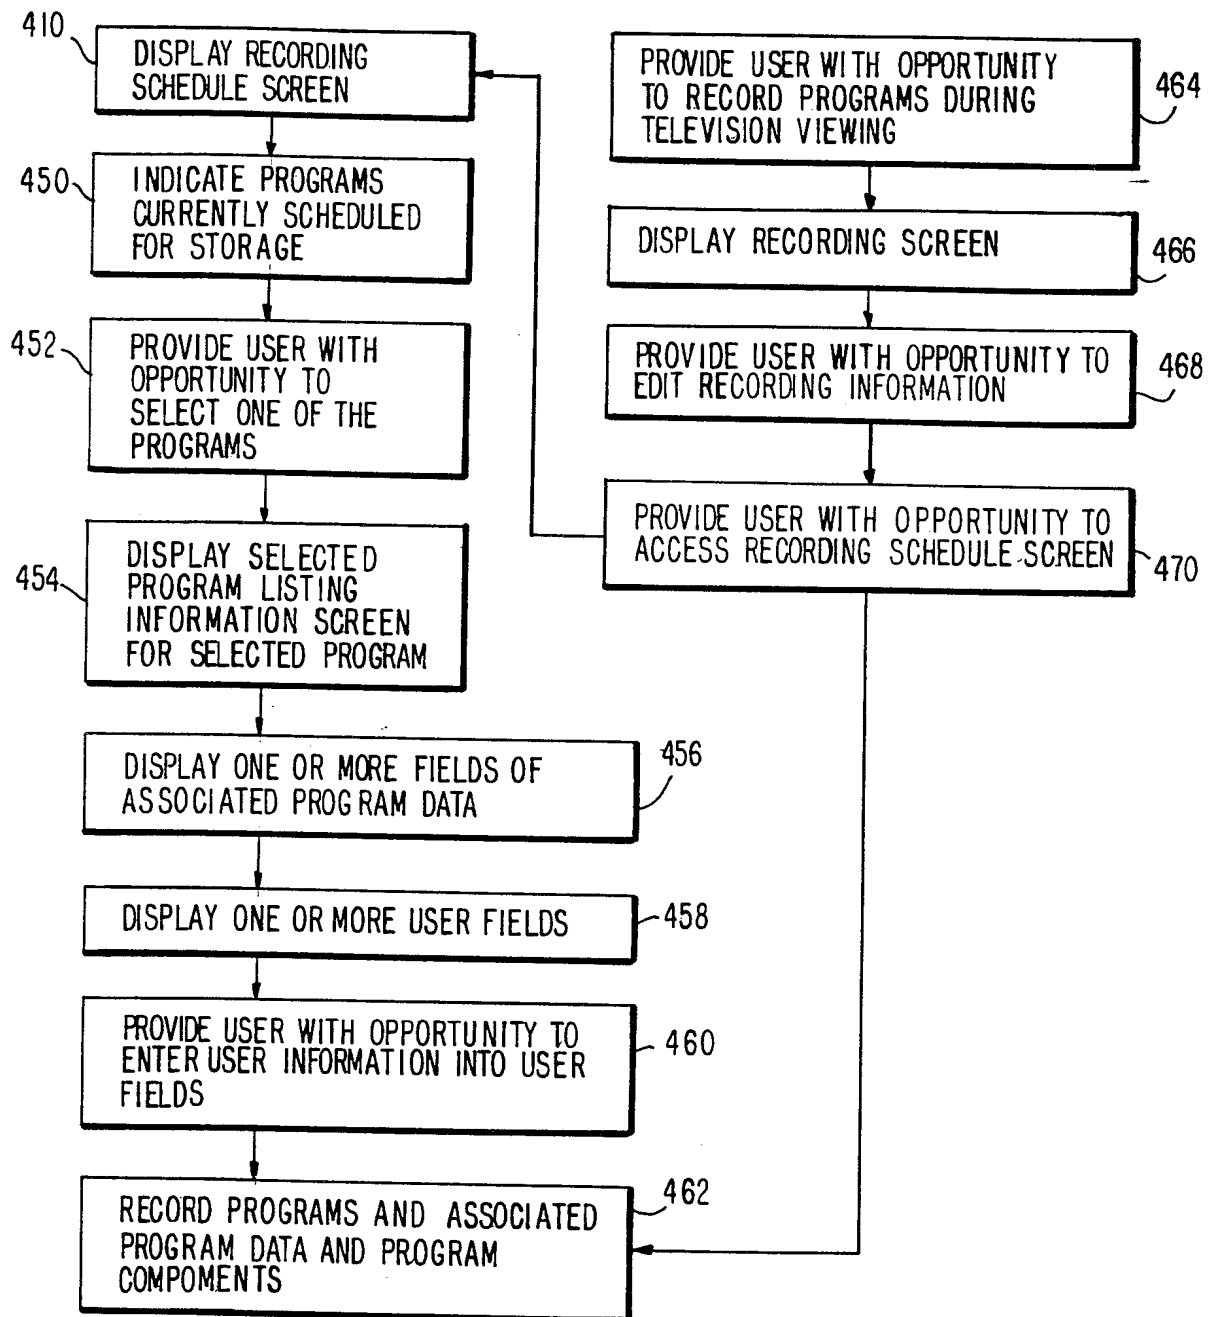 410
DISPLAY RECORDING
SCHEDULE SCREEN
450
INDICATE PROGRAMS
CURRENTLY SCHEDULED
FOR STORAGE
452
PROVIDE USER WITH
OPPORTUNITY TO
SELECT ONE OF THE
PROGRAMS
454
DISPLAY SELECTED
PROGRAM LISTING
INFORMATION SCREEN
FOR SELECTED PROGRAM
DISPLAY ONE OR MORE FIELDS OF
ASSOCIATED PROGRAM DATA
456
DISPLAY ONE OR MORE USER FIELDS
458
PROVIDE USER WITH OPPORTUNITY TO
ENTER USER INFORMATION INTO USER
FIELDS
460
RECORD PROGRAMS AND ASSOCIATED
PROGRAM DATA AND PROGRAM
COMPOMENTS
462
PROVIDE USER WITH OPPORTUNITY
TO RECORD PROGRAMS DURING
TELEVISION VIEWING
464
DISPLAY RECORDING SCREEN
466
PROVIDE USER WITH OPPORTUNITY TO
EDIT RECORDING INFORMATION
468
PROVIDE USER WITH OPPORTUNITY TO
ACCESS RECORDING SCHEDULE SCREEN
470